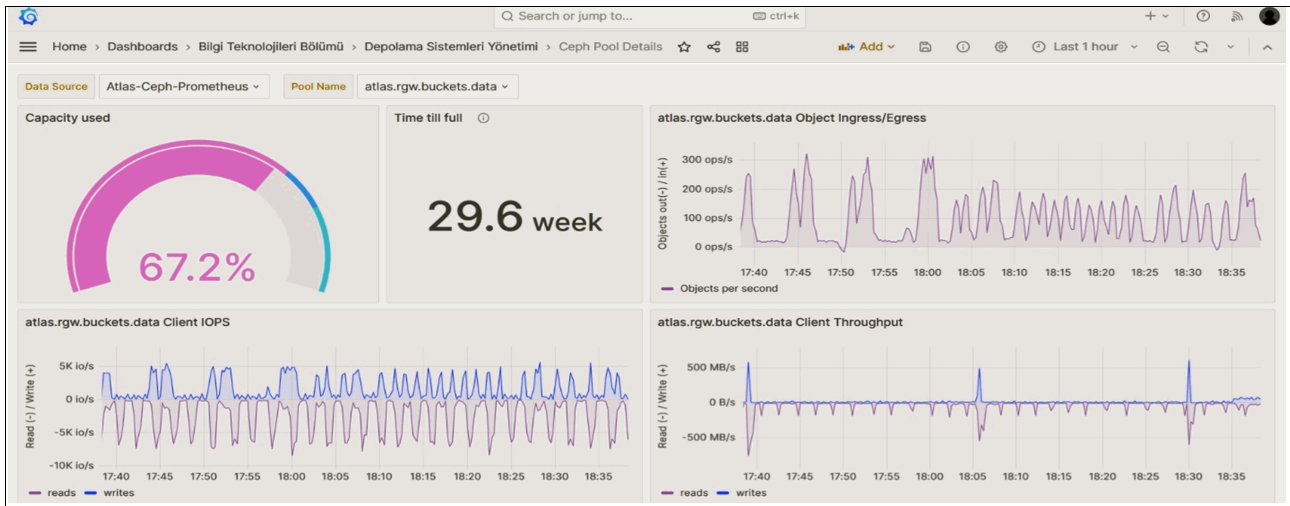 Search or jump to...
ctrl+k
Home › Dashboards › Bilgi Teknolojileri Bölümü › Depolama Sistemleri Yönetimi › Ceph Pool Details
Add
Last 1 hour
Data Source
Atlas-Ceph-Prometheus
Pool Name
atlas.rgw.buckets.data
Capacity used
67.2%
Time till full
29.6 week
atlas.rgw.buckets.data Object Ingress/Egress
Objects out(-) / in(+)
300 ops/s
200 ops/s
100 ops/s
0 ops/s
17:40 17:45 17:50 17:55 18:00 18:05 18:10 18:15 18:20 18:25 18:30 18:35
Objects per second
atlas.rgw.buckets.data Client IOPS
Read (-) / Write (+)
5K io/s
0 io/s
-5K io/s
-10K io/s
17:40 17:45 17:50 17:55 18:00 18:05 18:10 18:15 18:20 18:25 18:30 18:35
reads writes
atlas.rgw.buckets.data Client Throughput
Read (-) / Write (+)
500 MB/s
0 B/s
-500 MB/s
17:40 17:45 17:50 17:55 18:00 18:05 18:10 18:15 18:20 18:25 18:30 18:35
reads writes